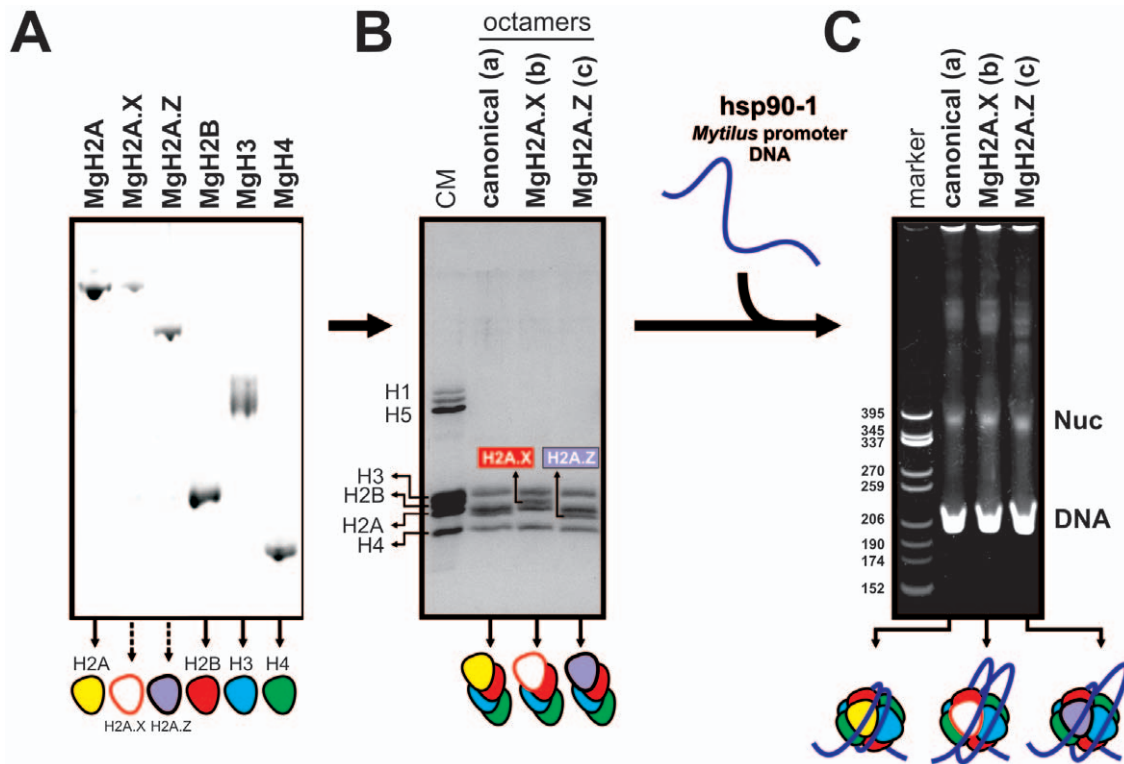 A
MgH2A
MgH2A.X
MgH2A.Z
MgH2B
MgH3
MgH4
H2A
H2A.X
H2A.Z
H2B
H3
H4
B
octamers
CM
canonical (a)
MgH2A.X (b)
MgH2A.Z (c)
H1
H5
H2A.X
H2A.Z
H3
H2B
H2A
H4
hsp90-1
Mytilus promoter
DNA
C
marker
canonical (a)
MgH2A.X (b)
MgH2A.Z (c)
395
345
337
270
259
206
190
174
152
Nuc
DNA